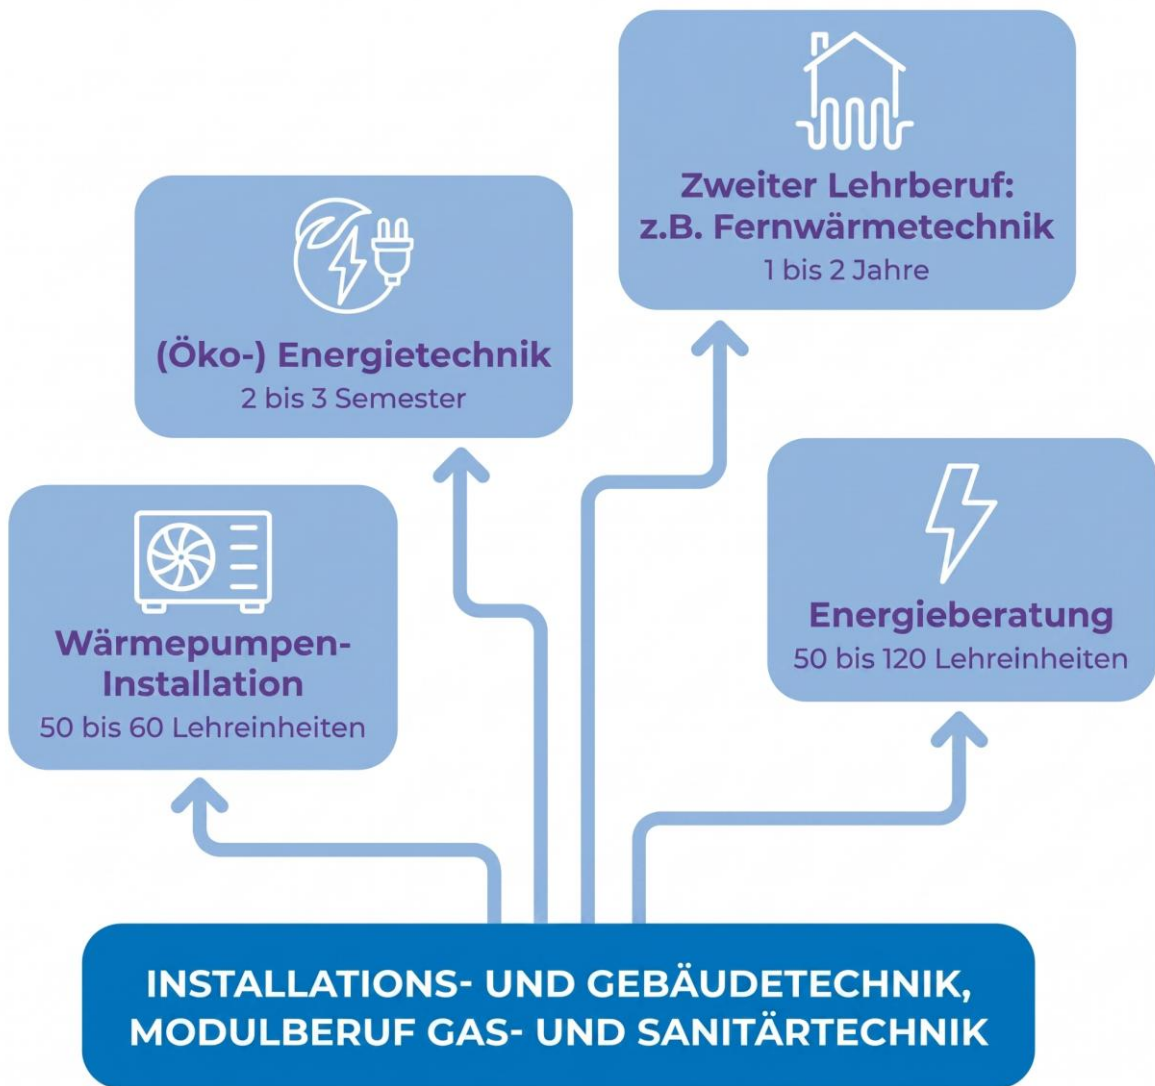 Zweiter Lehrberuf:
z.B. Fernwärmetechnik
1 bis 2 Jahre
(Öko-) Energietechnik
2 bis 3 Semester
Energieberatung
50 bis 120 Lehreinheiten
Wärmepumpen-
Installation
50 bis 60 Lehreinheiten
INSTALLATIONS- UND GEBÄUDETECHNIK,
MODULBERUF GAS- UND SANITÄRTECHNIK